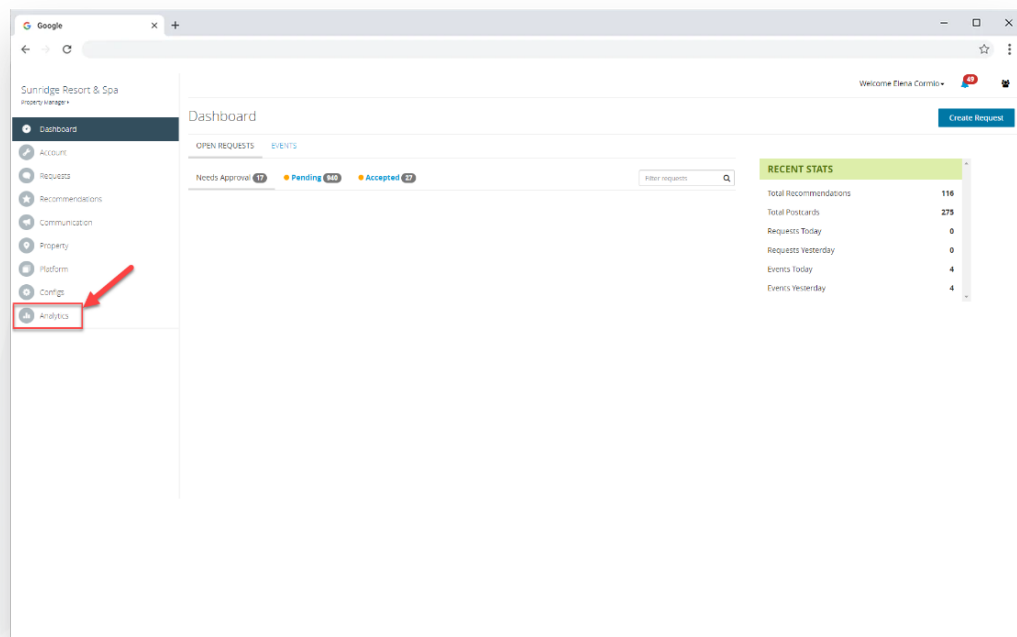 Google
Welcome Elena Cormio
49
Sunridge Resort & Spa
Property Manager
Dashboard
Account
Requests
Recommendations
Communication
Property
Platform
Configs
Analytics
Dashboard
Create Request
OPEN REQUESTS EVENTS
Needs Approval 17 Pending 940 Accepted 27
Filter requests
RECENT STATS
Total Recommendations 116
Total Postcards 275
Requests Today 0
Requests Yesterday 0
Events Today 4
Events Yesterday 4